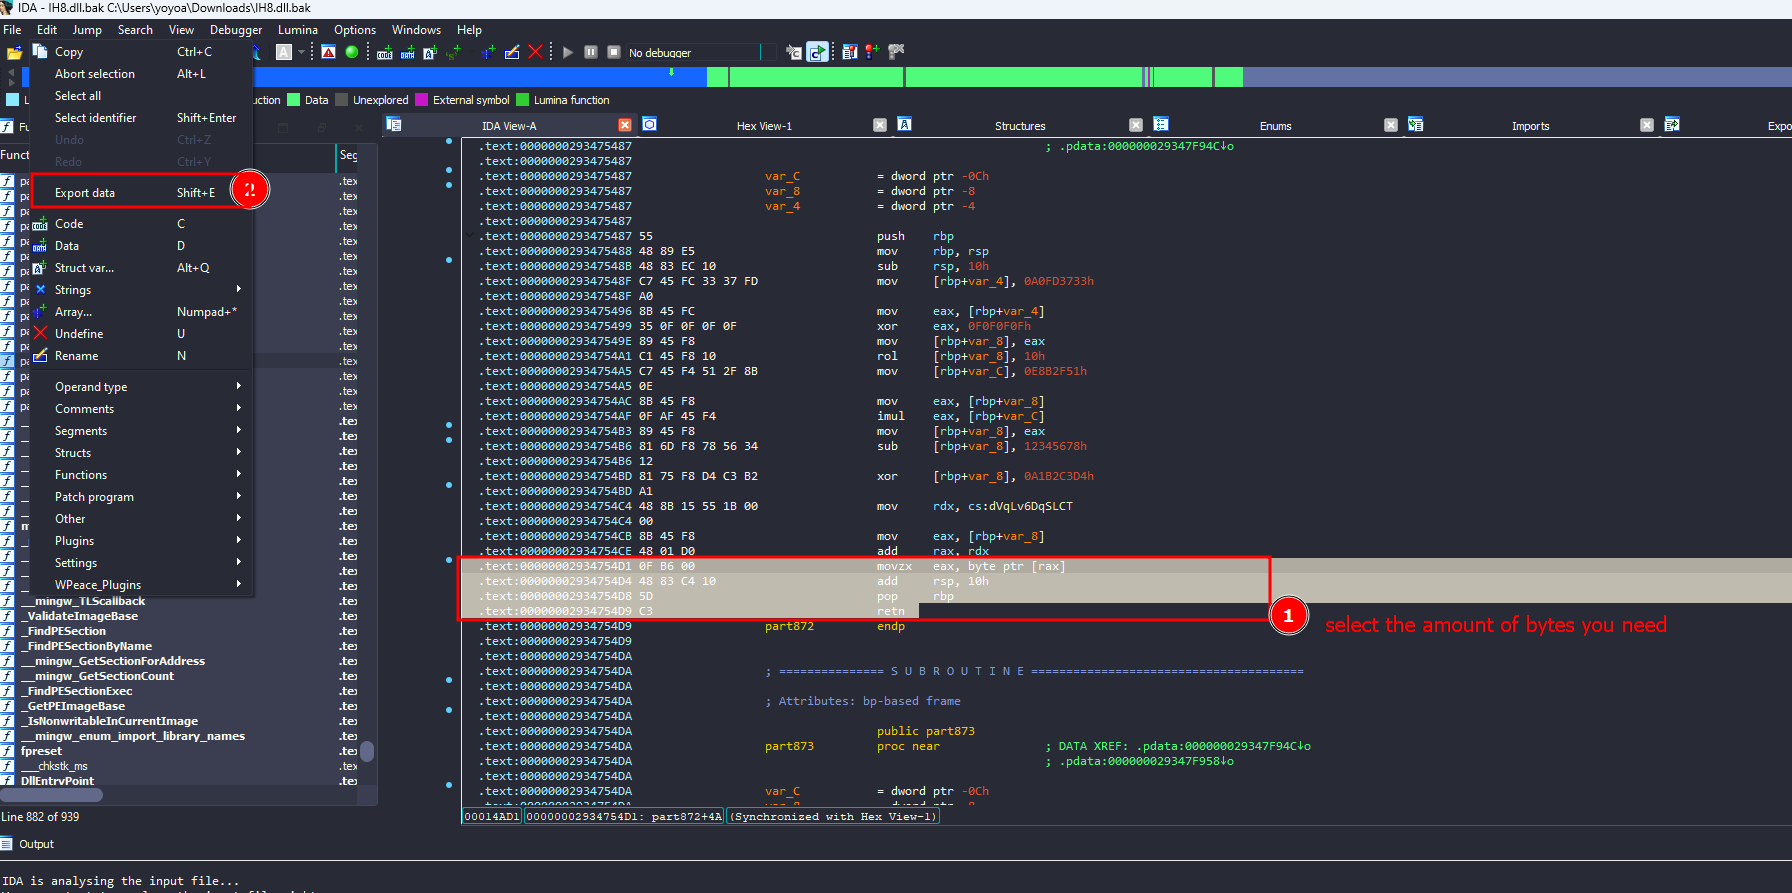 IDA - IH8.dll.bak C:\Users\yoyoa\Downloads\IH8.dll.bak
File Edit Jump Search View Debugger Lumina Options Windows Help
No debugger
Copy Ctrl+C
Abort selection Alt+L
Select all
Select identifier Shift+Enter
Undo Ctrl+Z
Redo Ctrl+Y
Export data Shift+E
2
Code C
Data D
Struct var... Alt+Q
Strings
Array... Numpad+*
Undefine U
Rename N
Operand type
Comments
Segments
Structs
Functions
Patch program
Other
Plugins
Settings
WPeace_Plugins
Data Unexplored External symbol Lumina function
IDA View-A Hex View-1 Structures Enums Imports
__mingw_TLScallback
_ValidateImageBase
_FindPESection
_FindPESectionByName
__mingw_GetSectionForAddress
__mingw_GetSectionCount
_FindPESectionExec
_GetPEImageBase
_IsNonwritableInCurrentImage
__mingw_enum_import_library_names
fpreset
___chkstk_ms
DllEntryPoint
Line 882 of 939
.text:0000000293475487 ; .pdata:000000029347F94C↓o
.text:0000000293475487
.text:0000000293475487 var_C = dword ptr -0Ch
.text:0000000293475487 var_8 = dword ptr -8
.text:0000000293475487 var_4 = dword ptr -4
.text:0000000293475487
.text:0000000293475487 55 push rbp
.text:0000000293475488 48 89 E5 mov rbp, rsp
.text:000000029347548B 48 83 EC 10 sub rsp, 10h
.text:000000029347548F C7 45 FC 33 37 FD mov [rbp+var_4], 0A0FD3733h
.text:000000029347548F A0
.text:0000000293475496 8B 45 FC mov eax, [rbp+var_4]
.text:0000000293475499 35 0F 0F 0F 0F xor eax, 0F0F0F0Fh
.text:000000029347549E 89 45 F8 mov [rbp+var_8], eax
.text:00000002934754A1 C1 45 F8 10 rol [rbp+var_8], 10h
.text:00000002934754A5 C7 45 F4 51 2F 8B mov [rbp+var_C], 0E8B2F51h
.text:00000002934754A5 0E
.text:00000002934754AC 8B 45 F8 mov eax, [rbp+var_8]
.text:00000002934754AF 0F AF 45 F4 imul eax, [rbp+var_C]
.text:00000002934754B3 89 45 F8 mov [rbp+var_8], eax
.text:00000002934754B6 81 6D F8 78 56 34 sub [rbp+var_8], 12345678h
.text:00000002934754B6 12
.text:00000002934754BD 81 75 F8 D4 C3 B2 xor [rbp+var_8], 0A1B2C3D4h
.text:00000002934754BD A1
.text:00000002934754C4 48 8B 15 55 1B 00 mov rdx, cs:dVqLv6DqSLCT
.text:00000002934754C4 00
.text:00000002934754CB 8B 45 F8 mov eax, [rbp+var_8]
.text:00000002934754CE 48 01 D0 add rax, rdx
.text:00000002934754D1 0F B6 00 movzx eax, byte ptr [rax]
.text:00000002934754D4 48 83 C4 10 add rsp, 10h
.text:00000002934754D8 5D pop rbp
.text:00000002934754D9 C3 retn
1
select the amount of bytes you need
.text:00000002934754D9 part872 endp
.text:00000002934754D9
.text:00000002934754DA
.text:00000002934754DA ; =============== S U B R O U T I N E =======================================
.text:00000002934754DA
.text:00000002934754DA ; Attributes: bp-based frame
.text:00000002934754DA
.text:00000002934754DA public part873
.text:00000002934754DA part873 proc near ; DATA XREF: .pdata:000000029347F94C↓o
.text:00000002934754DA ; .pdata:000000029347F958↓o
.text:00000002934754DA
.text:00000002934754DA var_C = dword ptr -0Ch
00014AD1 00000002934754D1: part872+4A (Synchronized with Hex View-1)
Output
IDA is analysing the input file...